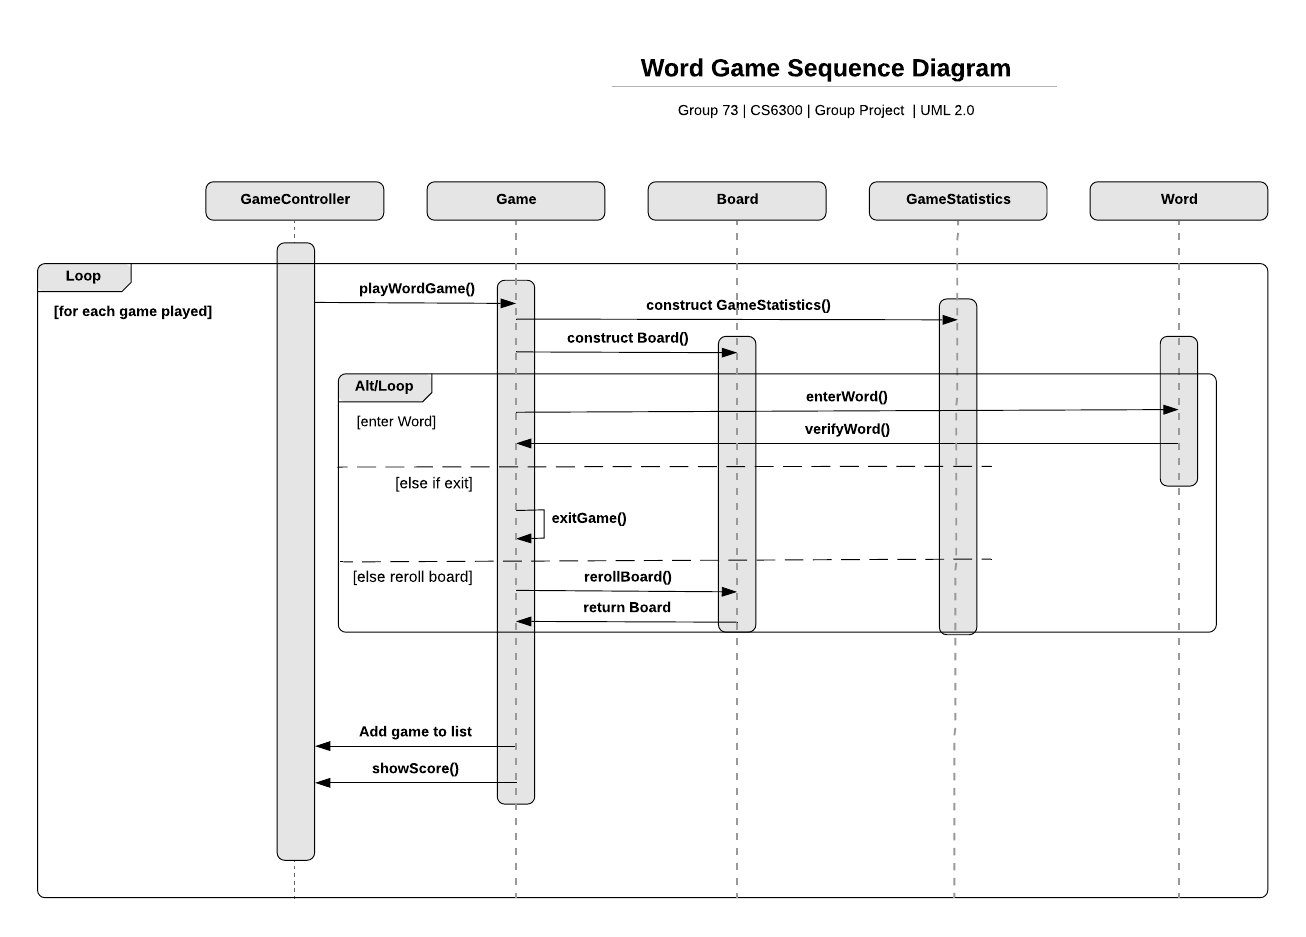 Word Game Sequence Diagram
Group 73 | CS6300 | Group Project | UML 2.0
GameController
Game
Board
GameStatistics
Word
Loop
[for each game played]
playWordGame()
construct GameStatistics()
construct Board()
Alt/Loop
[enter Word]
enterWord()
verifyWord()
[else if exit]
exitGame()
[else reroll board]
rerollBoard()
return Board
Add game to list
showScore()